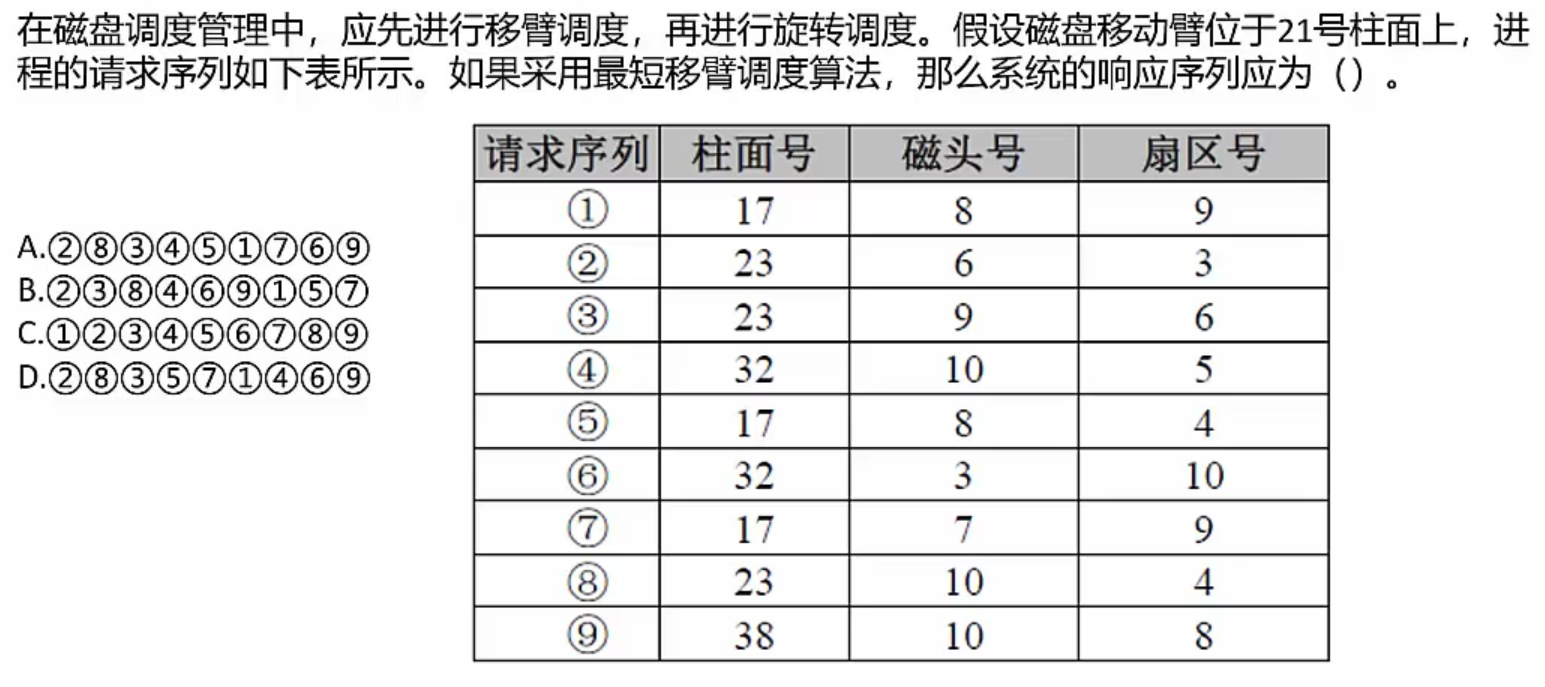 在磁盘调度管理中，应先进行移臂调度，再进行旋转调度。假设磁盘移动臂位于21号柱面上，进
程的请求序列如下表所示。如果采用最短移臂调度算法，那么系统的响应序列应为（）。
A.②⑧③④⑤①⑦⑥⑨
B.②③⑧④⑥⑨①⑤⑦
C.①②③④⑤⑥⑦⑧⑨
D.②⑧③⑤⑦①④⑥⑨
请求序列 柱面号 磁头号 扇区号
① 17 8 9
② 23 6 3
③ 23 9 6
④ 32 10 5
⑤ 17 8 4
⑥ 32 3 10
⑦ 17 7 9
⑧ 23 10 4
⑨ 38 10 8